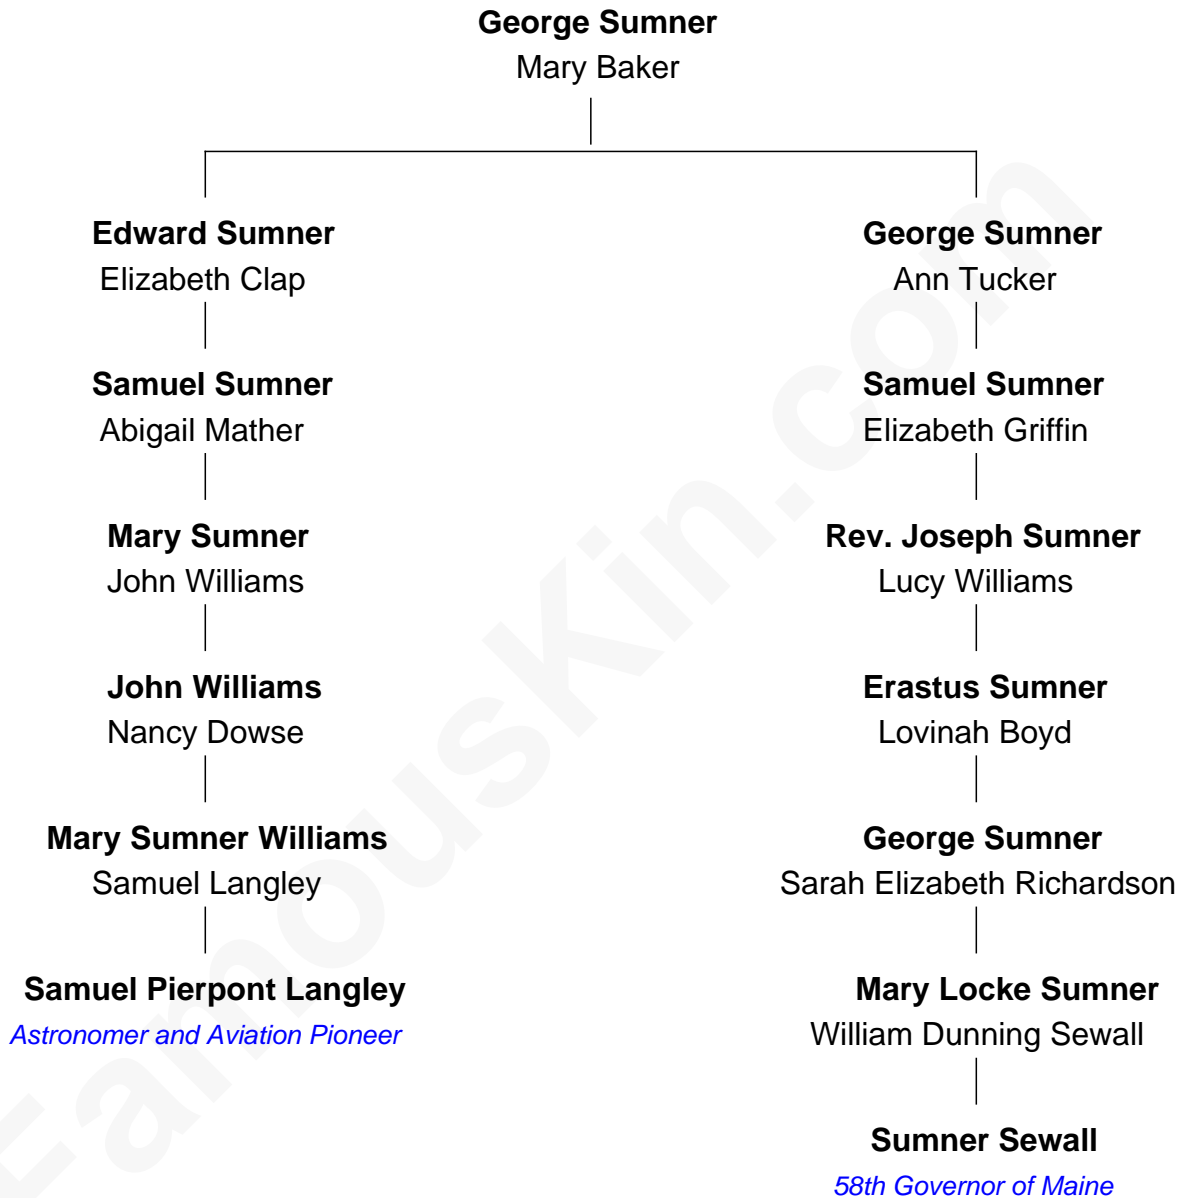 George Sumner
Mary Baker
Edward Sumner
Elizabeth Clap
Samuel Sumner
Abigail Mather
Mary Sumner
John Williams
John Williams
Nancy Dowse
Mary Sumner Williams
Samuel Langley
Samuel Pierpont Langley
Astronomer and Aviation Pioneer
George Sumner
Ann Tucker
Samuel Sumner
Elizabeth Griffin
Rev. Joseph Sumner
Lucy Williams
Erastus Sumner
Lovinah Boyd
George Sumner
Sarah Elizabeth Richardson
Mary Locke Sumner
William Dunning Sewall
Sumner Sewall
58th Governor of Maine
FamousKin.com